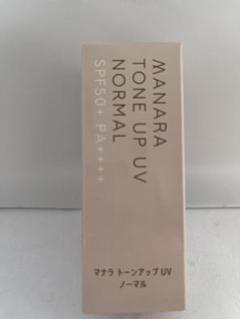 MANARA
TONE UP UV
NORMAL
SPF50+ PA++++
マナラ トーンアップ UV
ノーマル